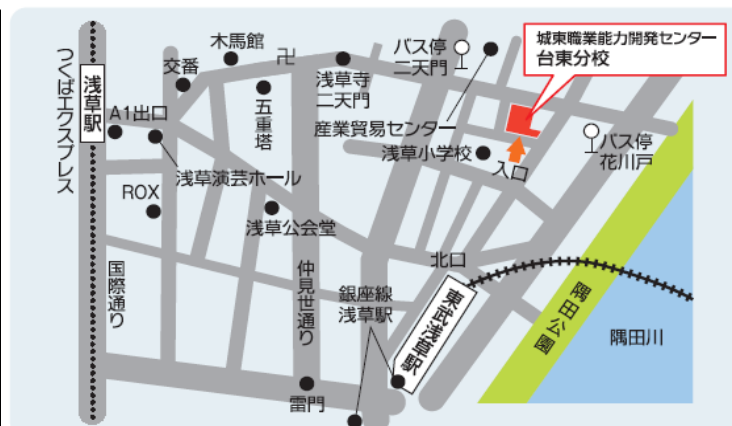 城東職業能力開発センター
台東分校
木馬館
卍
バス停
二天門
交番
浅草寺
二天門
つくばエクスプレス
浅草駅
A1出口
五重塔
産業貿易センター
バス停
花川戸
浅草小学校
入口
浅草演芸ホール
ROX
浅草公会堂
国際通り
仲見世通り
北口
銀座線
浅草駅
東武浅草駅
隅田公園
隅田川
雷門